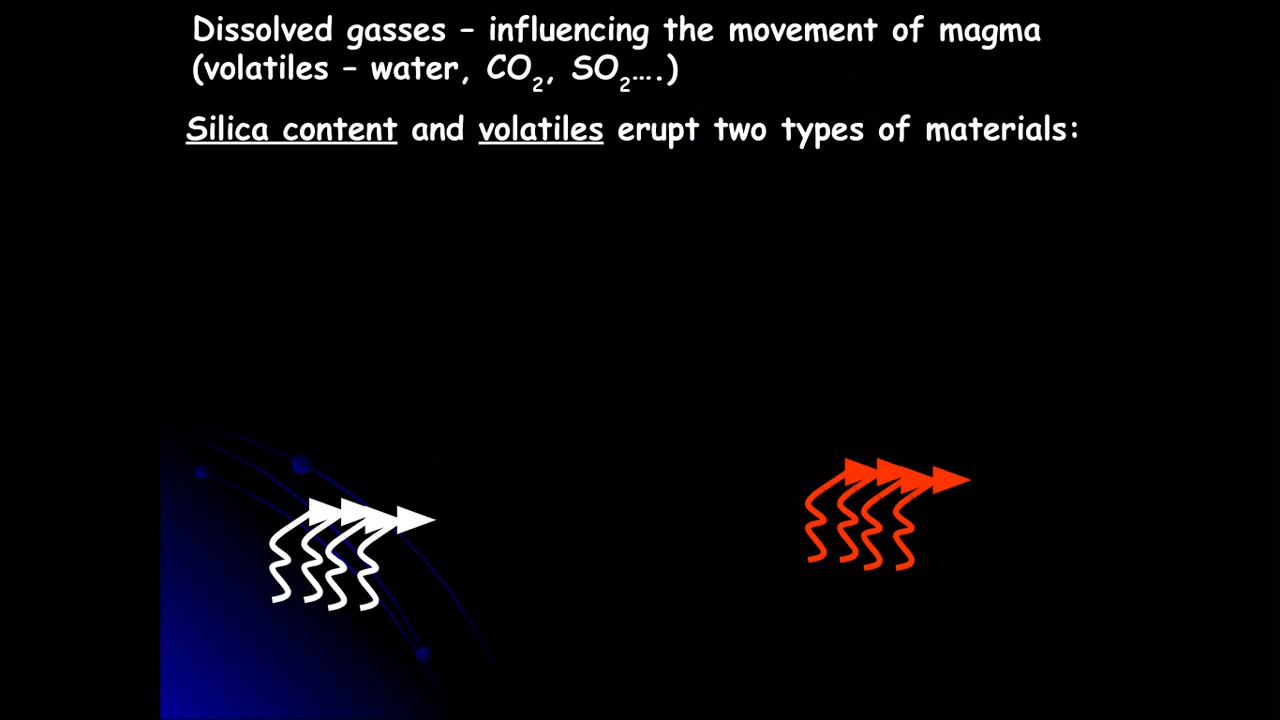 Dissolved gasses – influencing the movement of magma
(volatiles – water, CO₂, SO₂….)
Silica content and volatiles erupt two types of materials: